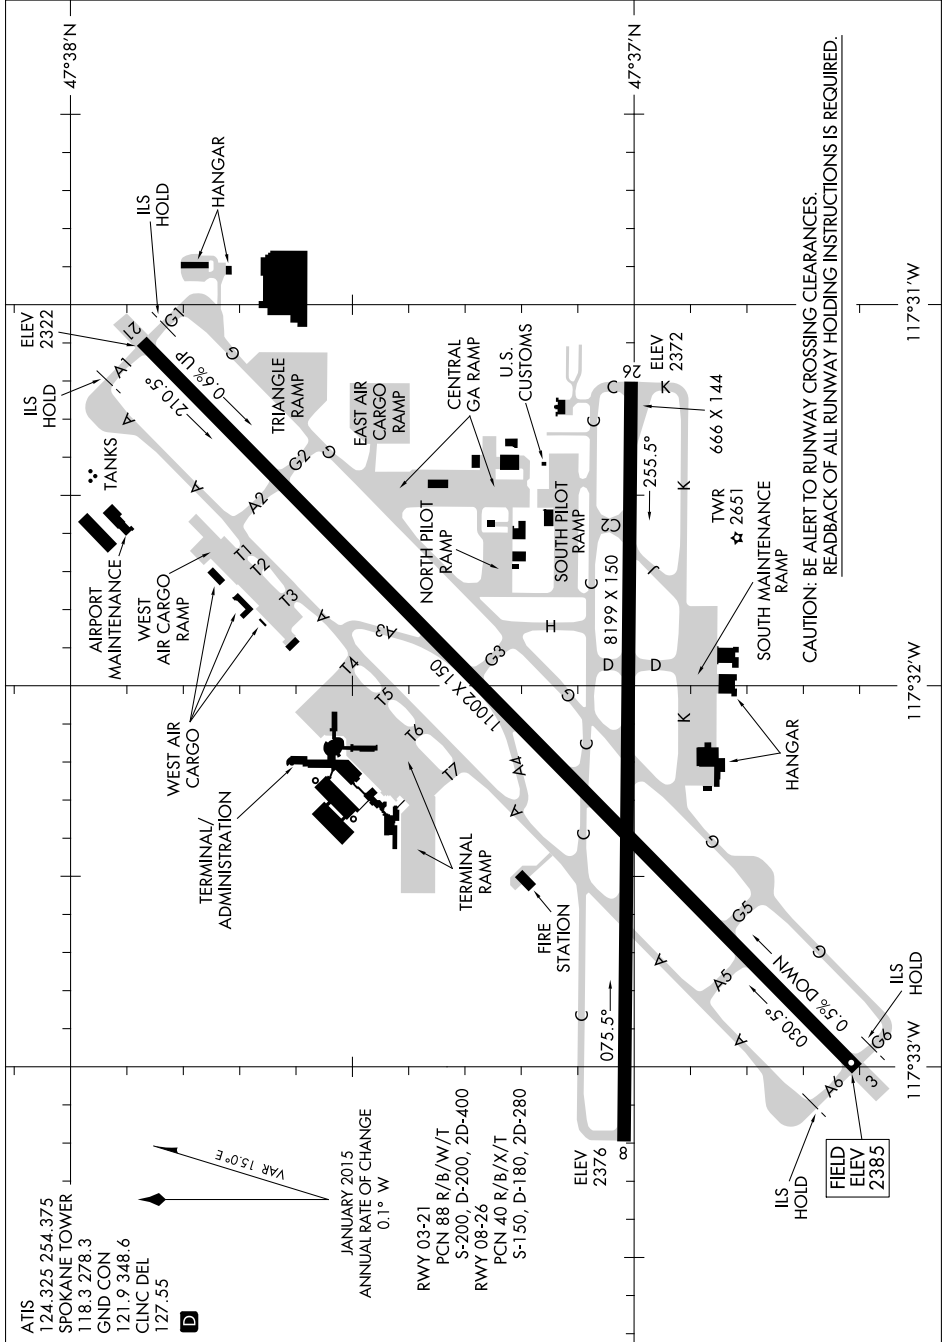 ATIS
124.325 254.375
SPOKANE TOWER
118.3 278.3
GND CON
121.9 348.6
CLNC DEL
127.55
D
VAR 15.0°E
JANUARY 2015
ANNUAL RATE OF CHANGE
0.1° W
RWY 03-21
PCN 88 R/B/W/T
S-200, D-200, 2D-400
RWY 08-26
PCN 40 R/B/X/T
S-150, D-180, 2D-280
47°38'N
47°37'N
117°31'W
117°32'W
117°33'W
ELEV
2322
ILS
HOLD
ILS
HOLD
HANGAR
21
A1
G1
G
A
210.5°
0.6% UP
TANKS
TRIANGLE
RAMP
EAST AIR
CARGO
RAMP
CENTRAL
GA RAMP
U.S.
CUSTOMS
G2
G
A2
A
AIRPORT
MAINTENANCE
WEST
AIR CARGO
RAMP
T1
T2
T3
A
A3
T4
T5
T6
T7
WEST AIR
CARGO
TERMINAL/
ADMINISTRATION
TERMINAL
RAMP
FIRE
STATION
NORTH PILOT
RAMP
SOUTH PILOT
RAMP
11002 X 150
G3
G
A4
A
H
C
C
C2
C
C
C
C
26
ELEV
2372
K
666 X 144
255.5°
K
J
8199 X 150
D
D
K
TWR
2651
SOUTH MAINTENANCE
RAMP
HANGAR
075.5°
ELEV
2376
8
G
G5
G
A
A5
A
030.5°
0.5% DOWN
ILS
HOLD
G6
A6
3
ILS
HOLD
FIELD
ELEV
2385
CAUTION: BE ALERT TO RUNWAY CROSSING CLEARANCES.
READBACK OF ALL RUNWAY HOLDING INSTRUCTIONS IS REQUIRED.